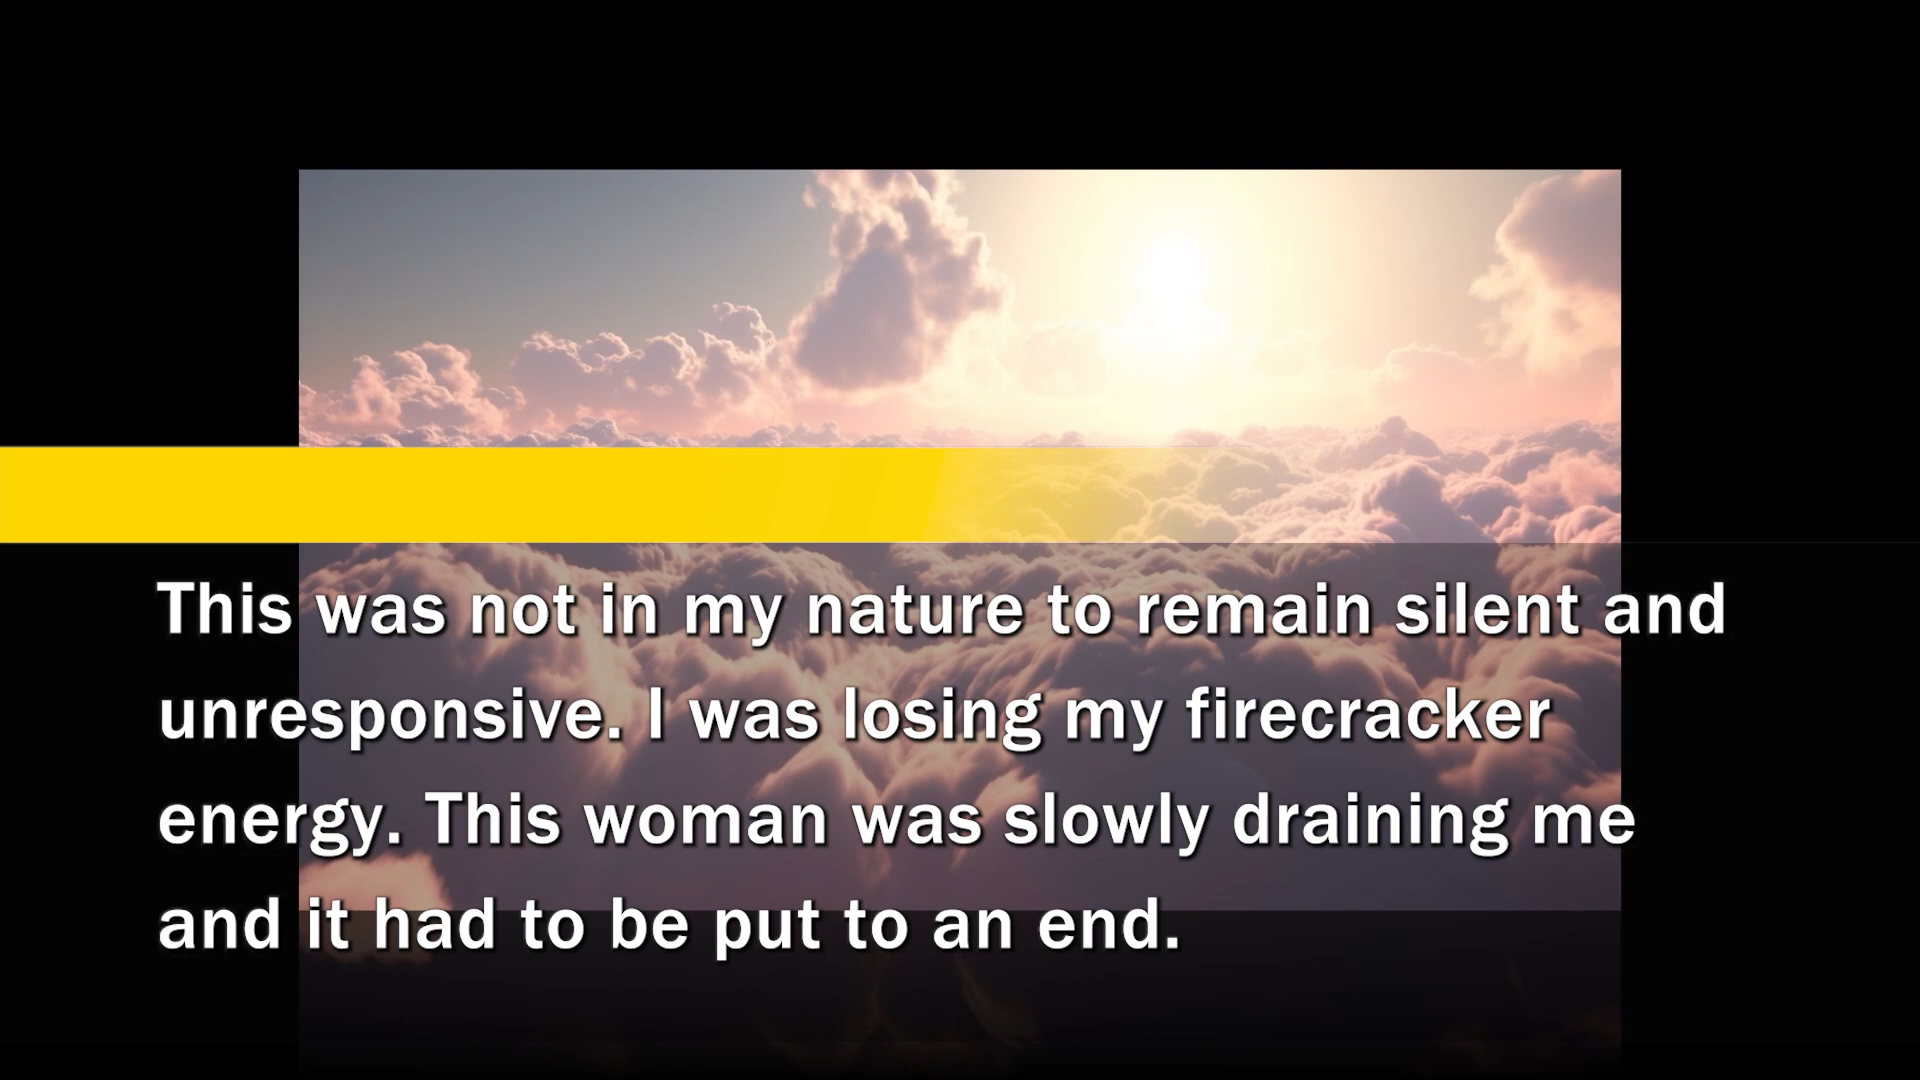 This was not in my nature to remain silent and
unresponsive. I was losing my firecracker
energy. This woman was slowly draining me
and it had to be put to an end.